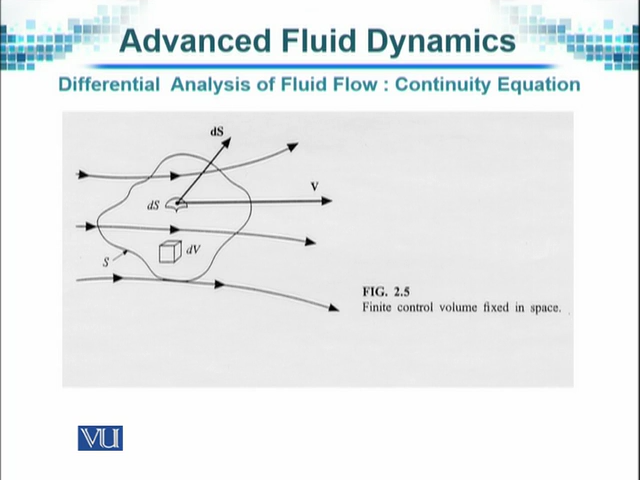 Advanced Fluid Dynamics
Differential Analysis of Fluid Flow : Continuity Equation
dS
V
dS
dV
S
FIG. 2.5
Finite control volume fixed in space.
VU